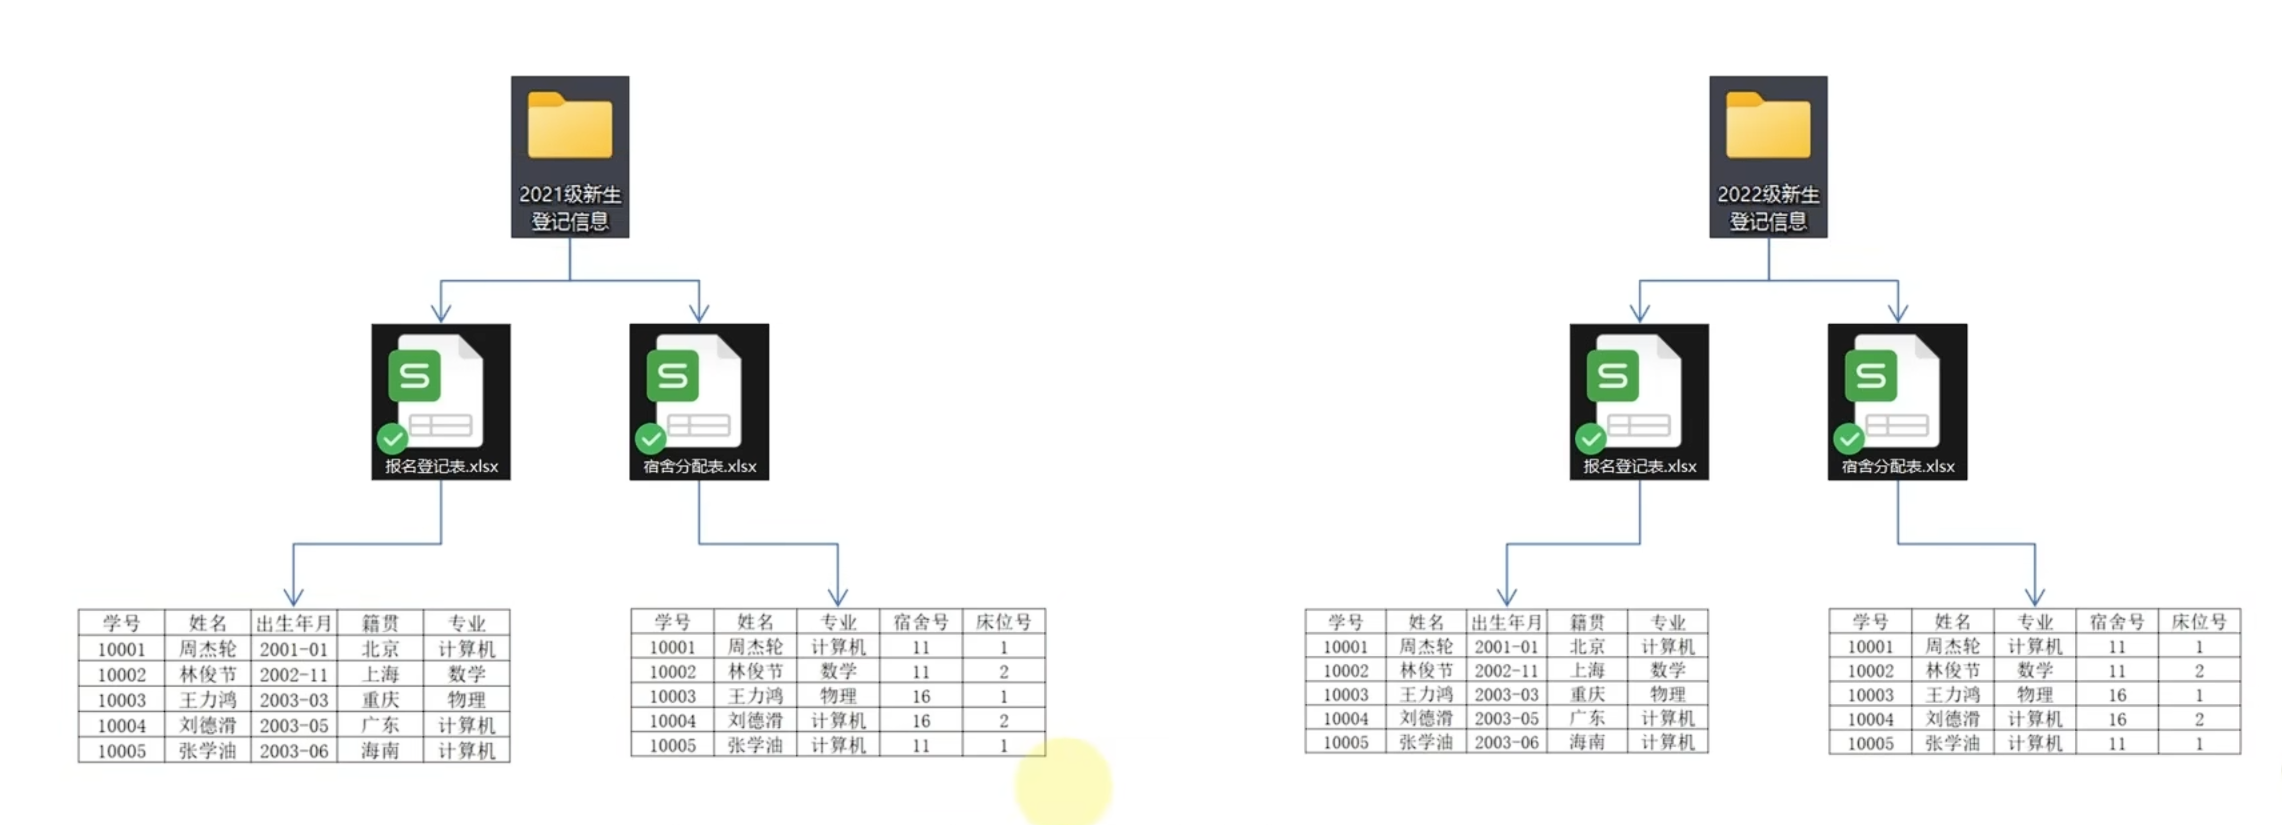 2021级新生
登记信息
2022级新生
登记信息
报名登记表.xlsx
宿舍分配表.xlsx
报名登记表.xlsx
宿舍分配表.xlsx
学号 姓名 出生年月 籍贯 专业
10001 周杰轮 2001-01 北京 计算机
10002 林俊节 2002-11 上海 数学
10003 王力鸿 2003-03 重庆 物理
10004 刘德滑 2003-05 广东 计算机
10005 张学油 2003-06 海南 计算机
学号 姓名 专业 宿舍号 床位号
10001 周杰轮 计算机 11 1
10002 林俊节 数学 11 2
10003 王力鸿 物理 16 1
10004 刘德滑 计算机 16 2
10005 张学油 计算机 11 1
学号 姓名 出生年月 籍贯 专业
10001 周杰轮 2001-01 北京 计算机
10002 林俊节 2002-11 上海 数学
10003 王力鸿 2003-03 重庆 物理
10004 刘德滑 2003-05 广东 计算机
10005 张学油 2003-06 海南 计算机
学号 姓名 专业 宿舍号 床位号
10001 周杰轮 计算机 11 1
10002 林俊节 数学 11 2
10003 王力鸿 物理 16 1
10004 刘德滑 计算机 16 2
10005 张学油 计算机 11 1